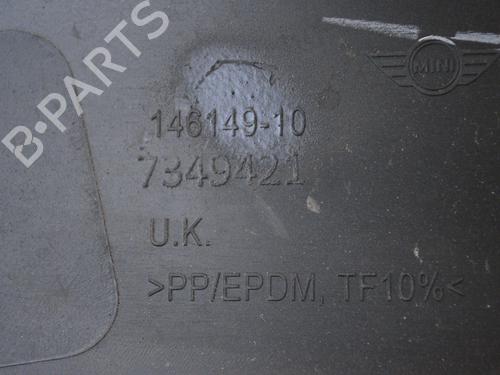 B-PARTS
MINI
146149-10
7349421
U.K.
>PP/EPDM, TF10%<